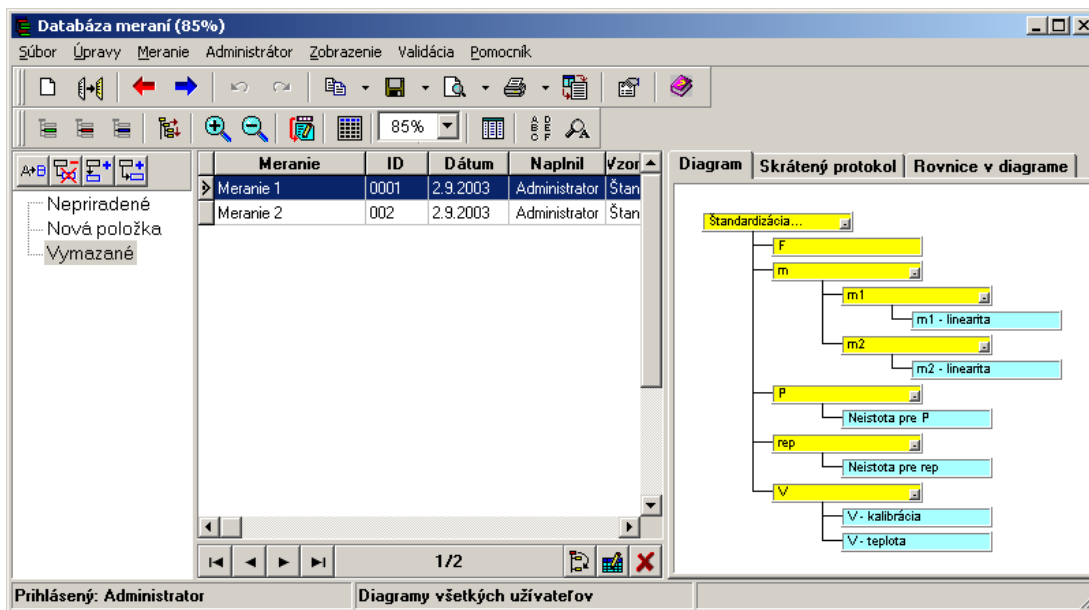 Databáza meraní (85%)
Súbor Úpravy Meranie Administrátor Zobrazenie Validácia Pomocník
85%
A B C D E F
A
A+B
Nepriradené
Nová položka
Vymazané
Meranie ID Dátum Naplnil Vzor
Meranie 1 0001 2.9.2003 Administrator Štan
Meranie 2 002 2.9.2003 Administrator Štan
1/2
Diagram Skrátený protokol Rovnice v diagrame
Štandardizácia...
F
m
m1
m1 - linearita
m2
m2 - linearita
P
Neistota pre P
rep
Neistota pre rep
V
V - kalibrácia
V - teplota
Prihlásený: Administrator Diagramy všetkých užívateľov